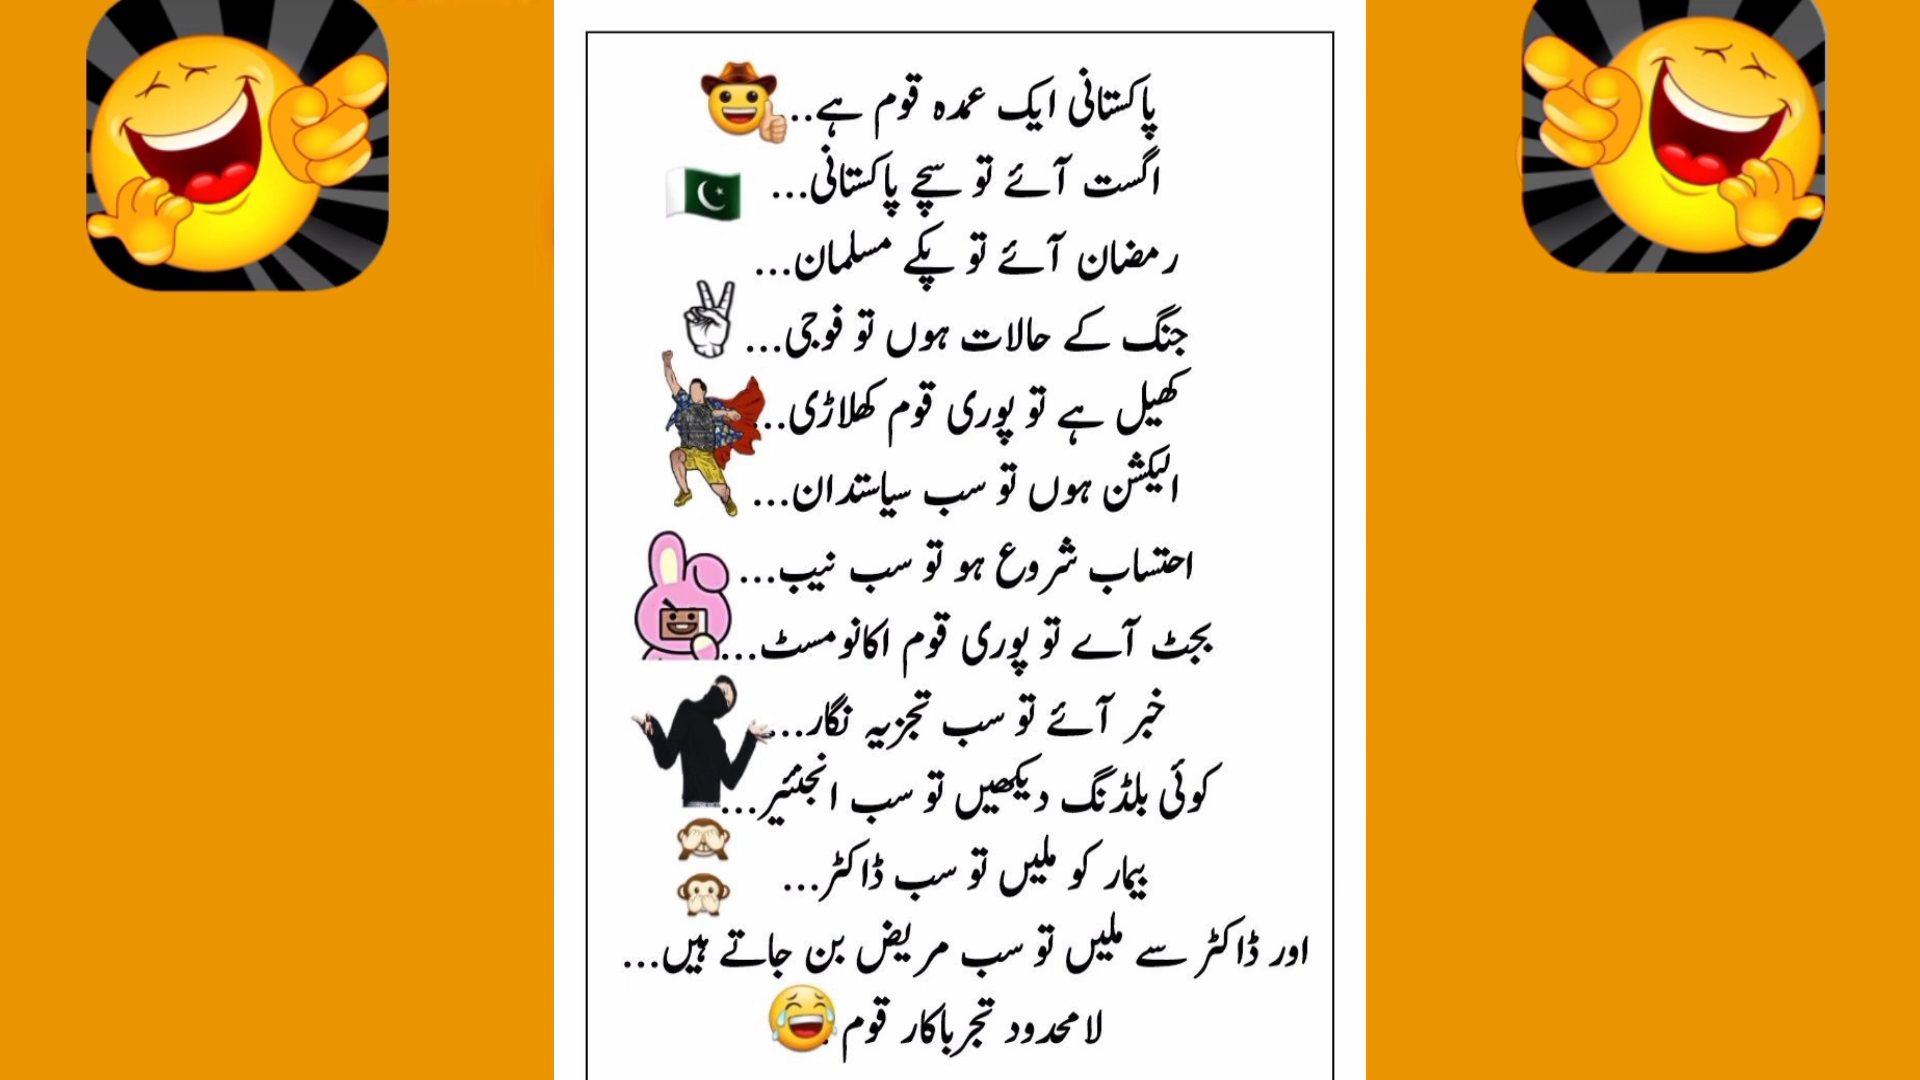 پاکستانی ایک عمدہ قوم ہے..
اگست آئے تو سچے پاکستانی...
رمضان آئے تو پکے مسلمان...
جنگ کے حالات ہوں تو فوجی...
کھیل ہے تو پوری قوم کھلاڑی...
الیکشن ہوں تو سب سیاستدان...
احتساب شروع ہو تو سب نیب...
بجٹ آے تو پوری قوم اکانومسٹ...
خبر آئے تو سب تجزیہ نگار...
کوئی بلڈنگ دیکھیں تو سب انجنئیر...
بیمار کو ملیں تو سب ڈاکٹر...
اور ڈاکٹر سے ملیں تو سب مریض بن جاتے ہیں...
لامحدود تجرباکار قوم.